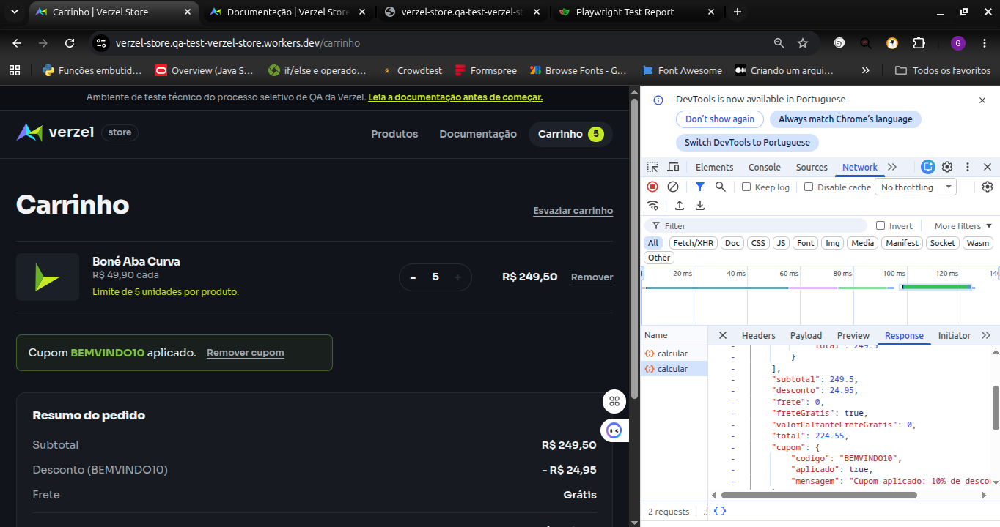 Carrinho | Verzel Store
Documentação | Verzel Store
verzel-store.qa-test-verzel-st
Playwright Test Report
verzel-store.qa-test-verzel-store.workers.dev/carrinho
G
Funções embutid...
Overview (Java S...
if/else e operado...
Crowdtest
Formspree
Browse Fonts - G...
Font Awesome
Criando um arqui...
Todos os favoritos
Ambiente de teste técnico do processo seletivo de QA da Verzel. Leia a documentação antes de começar.
verzel store
Produtos
Documentação
Carrinho 5
Carrinho
Esvaziar carrinho
Boné Aba Curva
R$ 49,90 cada
Limite de 5 unidades por produto.
- 5 +
R$ 249,50
Remover
Cupom BEMVINDO10 aplicado. Remover cupom
Resumo do pedido
Subtotal R$ 249,50
Desconto (BEMVINDO10) - R$ 24,95
Frete Grátis
DevTools is now available in Portuguese
Don't show again
Always match Chrome's language
Switch DevTools to Portuguese
Elements Console Sources Network
Keep log Disable cache No throttling
Filter Invert More filters
All Fetch/XHR Doc CSS JS Font Img Media Manifest Socket Wasm
Other
20 ms 40 ms 60 ms 80 ms 100 ms 120 ms
Name Headers Payload Preview Response Initiator
calcular
calcular
"total": 249.5
- }
- ],
- "subtotal": 249.5,
- "desconto": 24.95,
- "frete": 0,
- "freteGratis": true,
- "valorFaltanteFreteGratis": 0,
- "total": 224.55,
- "cupom": {
- "codigo": "BEMVINDO10",
- "aplicado": true,
- "mensagem": "Cupom aplicado: 10% de descon
2 requests
{}